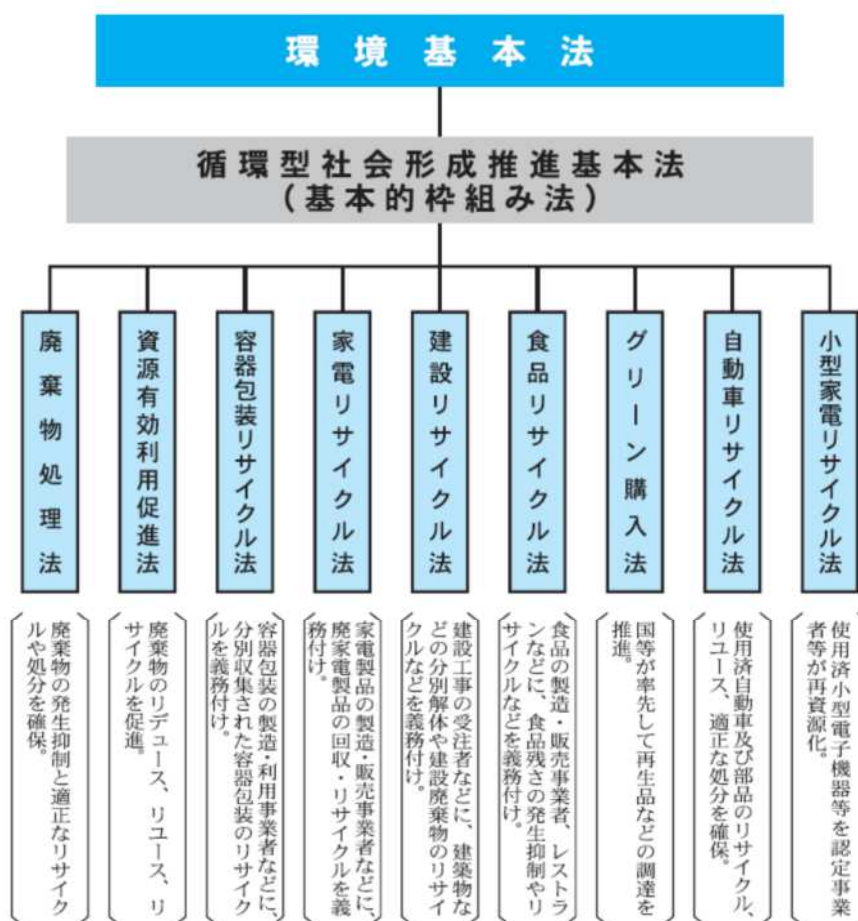 環境基本法
循環型社会形成推進基本法
(基本的枠組み法)
廃棄物処理法
資源有効利用促進法
容器包装リサイクル法
家電リサイクル法
建設リサイクル法
食品リサイクル法
グリーン購入法
自動車リサイクル法
小型家電リサイクル法
廃棄物の発生抑制と適正なリサイク
ルや処分を確保。
廃棄物のリデュース、リユース、リ
サイクルを促進。
容器包装の製造・利用事業者などに、
分別収集された容器包装のリサイク
ルを義務付け。
家電製品の製造・販売事業者などに、
廃家電製品の回収・リサイクルを義
務付け。
建設工事の受注者などに、建築物な
どの分別解体や建設廃棄物のリサイ
クルなどを義務付け。
食品の製造・販売事業者、レストラ
ンなどに、食品残さの発生抑制やリ
サイクルなどを義務付け。
国等が率先して再生品などの調達を
推進。
使用済自動車及び部品のリサイクル、
リユース、適正な処分を確保。
使用済小型電子機器等を認定事業
者等が再資源化。